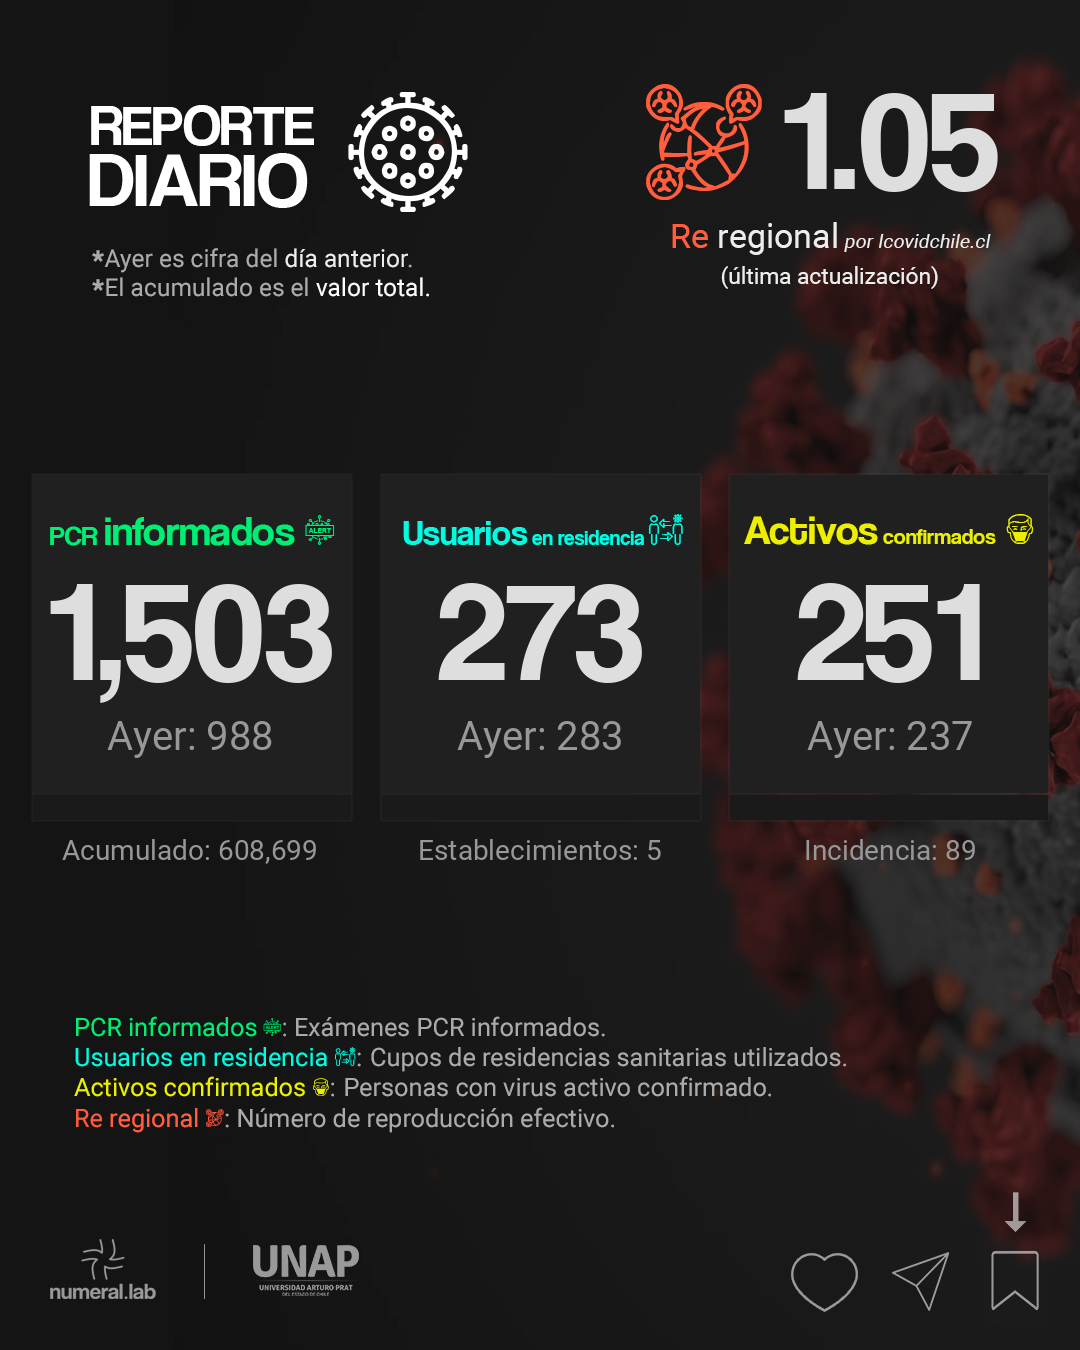 REPORTE
DIARIO
*Ayer es cifra del día anterior.
*El acumulado es el valor total.
1.05
Re regional por Icovidchile.cl
(última actualización)
PCR informados ALERT
1,503
Ayer: 988
Acumulado: 608,699
Usuarios en residencia
273
Ayer: 283
Establecimientos: 5
Activos confirmados
251
Ayer: 237
Incidencia: 89
PCR informados : Exámenes PCR informados.
Usuarios en residencia : Cupos de residencias sanitarias utilizados.
Activos confirmados : Personas con virus activo confirmado.
Re regional : Número de reproducción efectivo.
numeral.lab
UNAP
UNIVERSIDAD ARTURO PRAT
DEL ESTADO DE CHILE